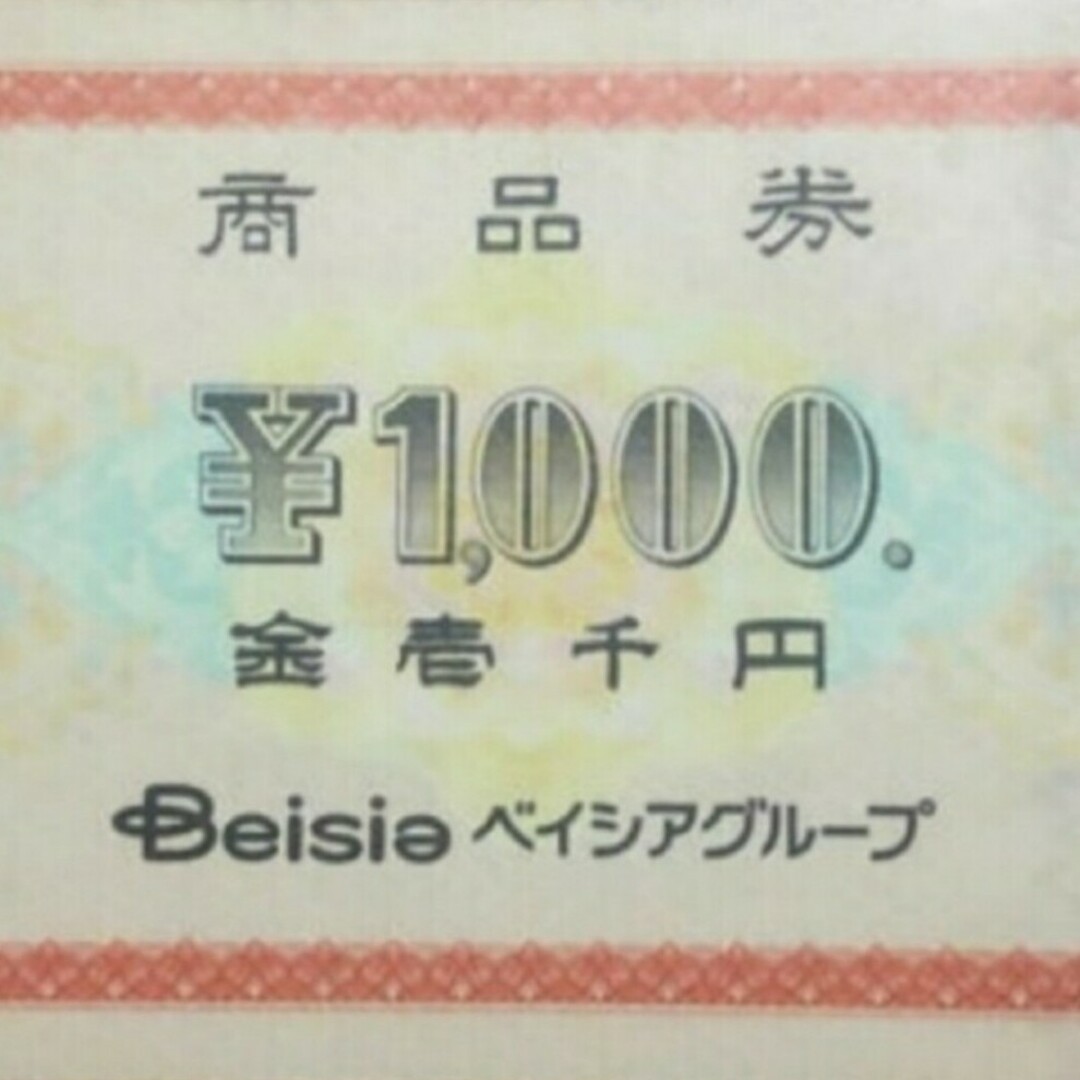 商品券
¥1,000.
金壱千円
Beisia ベイシアグループ